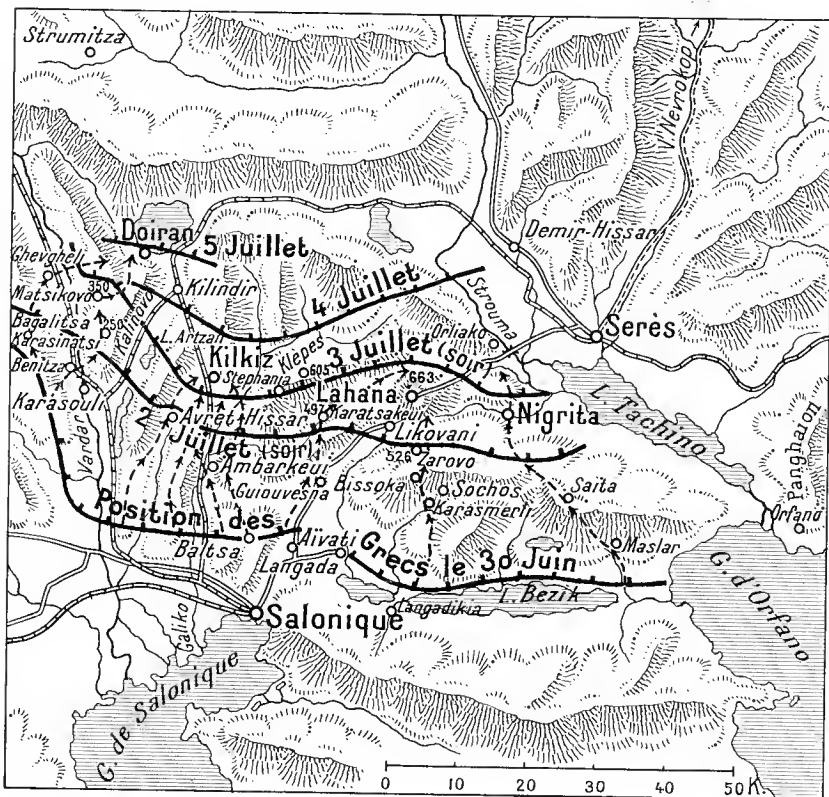 Strumitza
V. Nevrokop
Doiran
5 Juillet
Demir-Hissar
Ghevgheli
350
Matsikovo
Kilindir
4 Juillet
Strouma
Bagalitsa
Kalinovo
Karasinatsi
L. Artzan
Orliako
Serès
Kilkiz
Klepes
3 Juillet (soir)
Benitza
Stephania
605
Lahana
663
L. Tachino
Karasouli
2 Juillet (soir)
Avret-Hissar
497
Karatsakeui
Nigrita
Vardar
Likovani
Ambarkeui
526
Zarovo
Panghaion
Guiouvesna
Bissoka
Sochos
Saita
Karasmerli
Orfano
Position des Grecs le 30 Juin
Baltsa
Aïvati
Maslar
Langada
L. Bezik
Salonique
Langadikia
Galiko
G. d'Orfano
G. de Salonique
0 10 20 30 40 50 K.